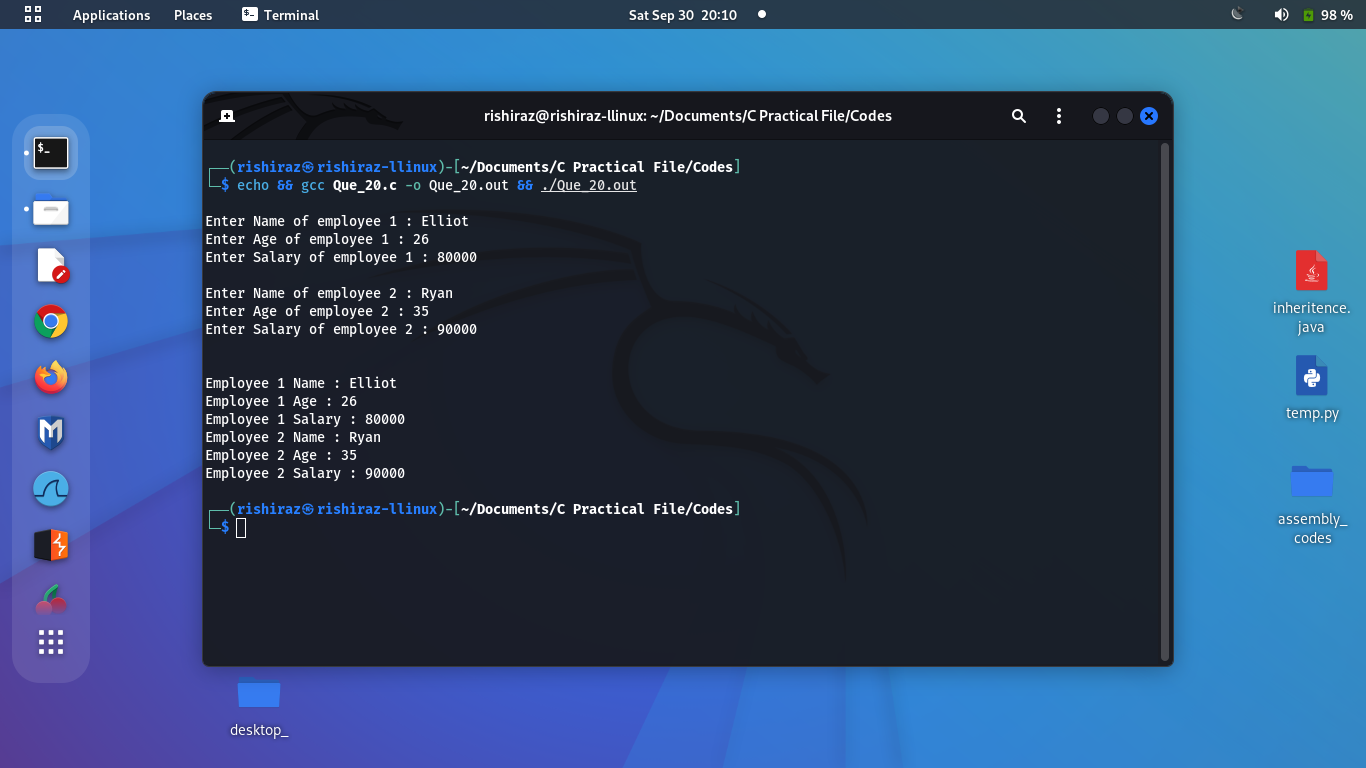 Applications Places Terminal Sat Sep 30 20:10 98 %
rishiraz@rishiraz-llinux: ~/Documents/C Practical File/Codes
$_
┌──(rishiraz㉿rishiraz-llinux)-[~/Documents/C Practical File/Codes]
└─$ echo && gcc Que_20.c -o Que_20.out && ./Que_20.out
Enter Name of employee 1 : Elliot
Enter Age of employee 1 : 26
Enter Salary of employee 1 : 80000
Enter Name of employee 2 : Ryan
Enter Age of employee 2 : 35
Enter Salary of employee 2 : 90000
Employee 1 Name : Elliot
Employee 1 Age : 26
Employee 1 Salary : 80000
Employee 2 Name : Ryan
Employee 2 Age : 35
Employee 2 Salary : 90000
┌──(rishiraz㉿rishiraz-llinux)-[~/Documents/C Practical File/Codes]
└─$
inheritence.
java
temp.py
assembly_
codes
desktop_